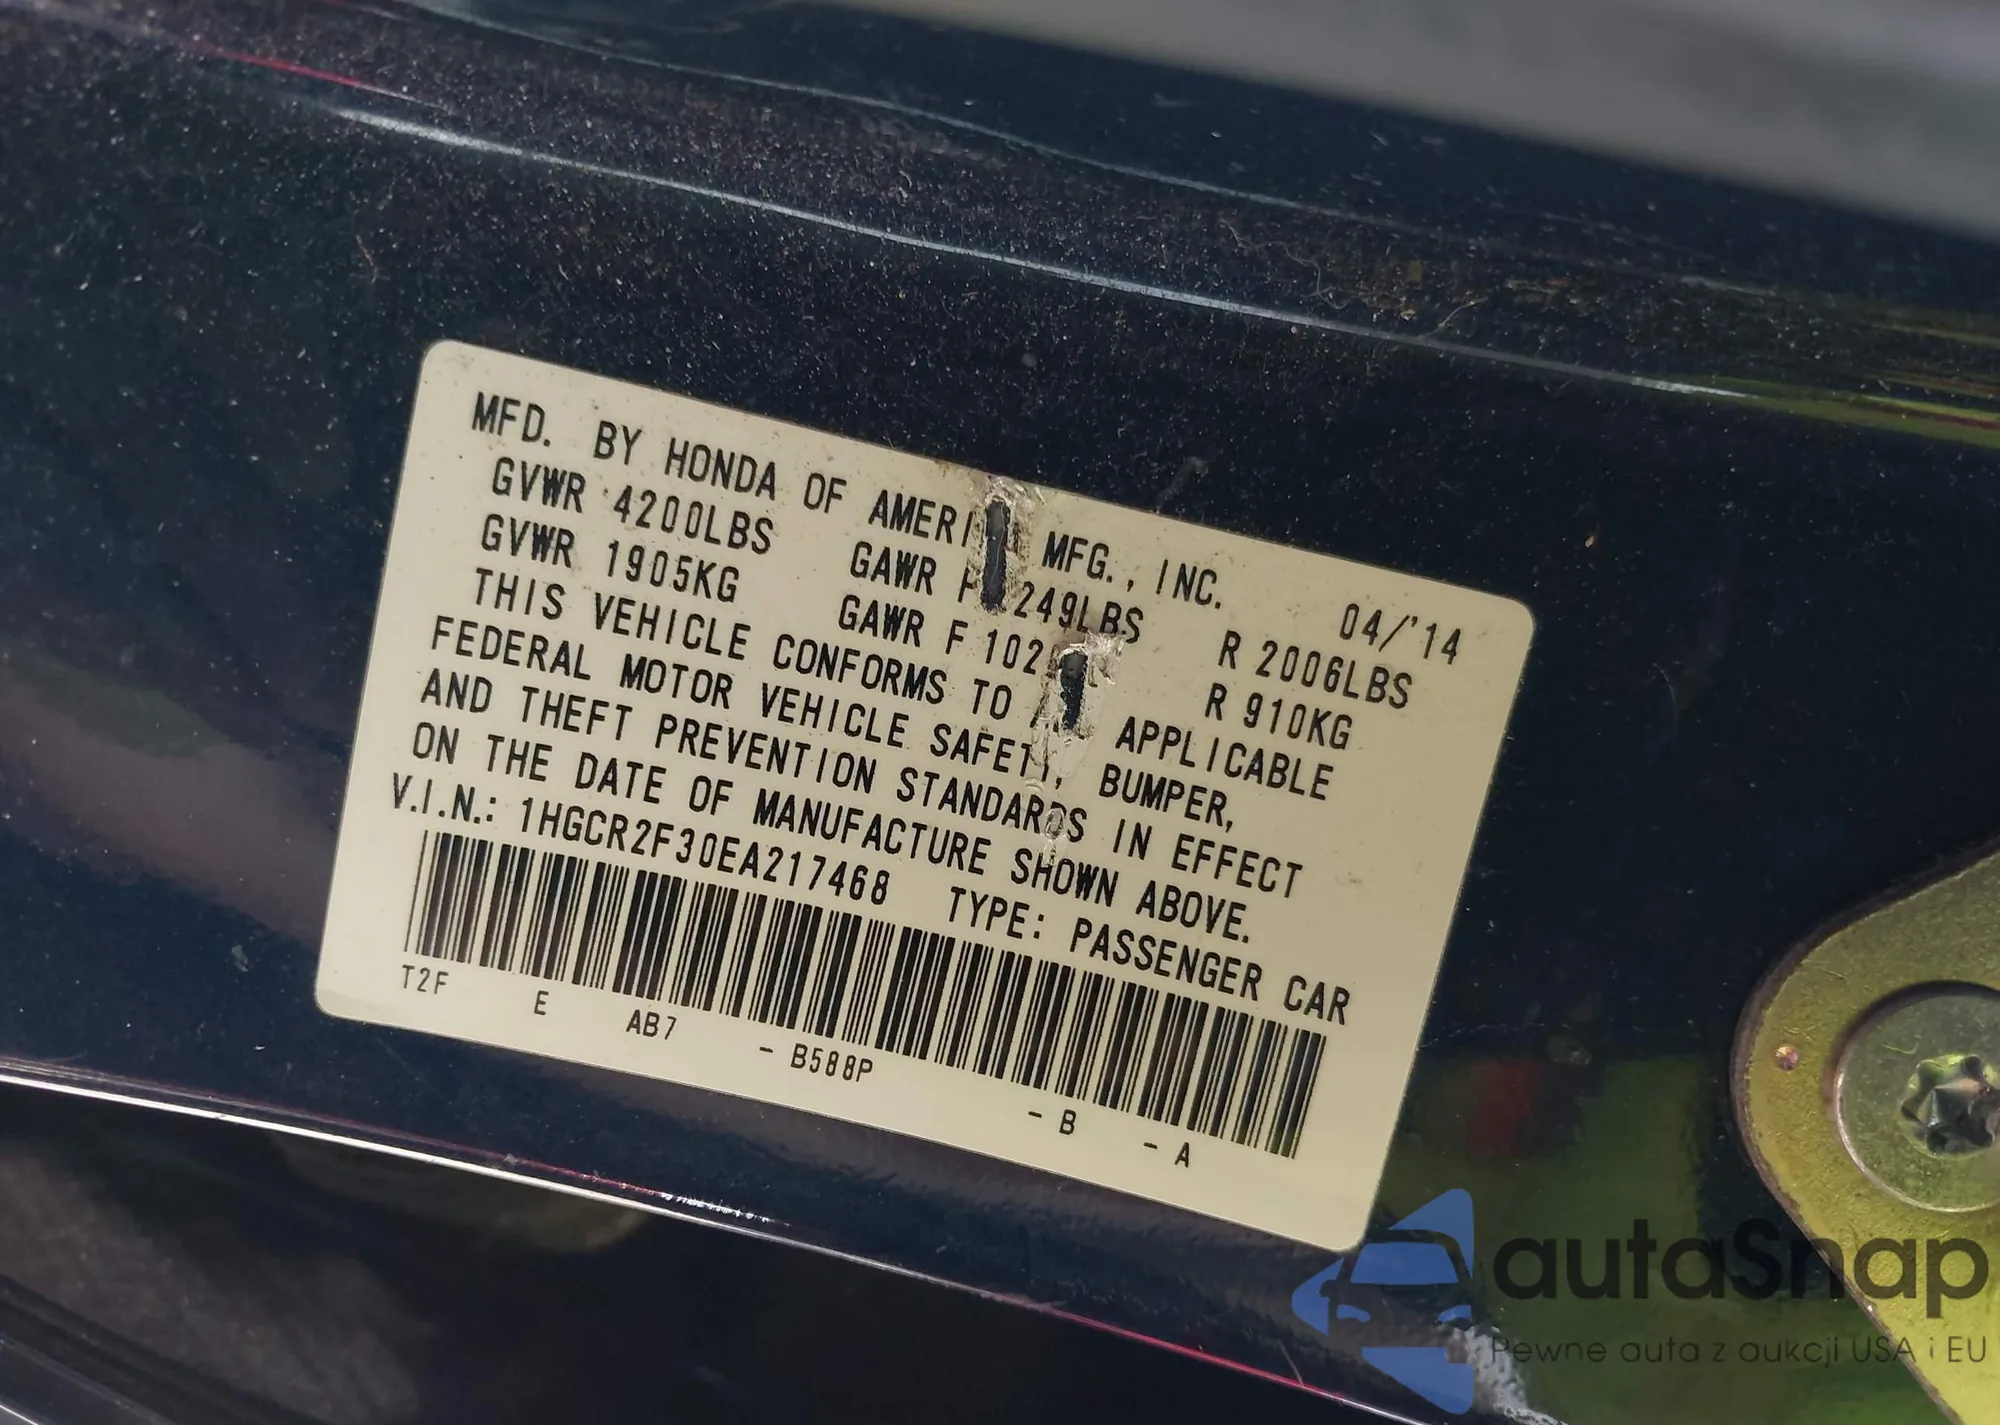 MFD. BY HONDA OF MFG., INC. 04/'14
GVWR 4200LBS GAWR F R 2006LBS
GVWR 1905KG GAWR F R 910KG
THIS VEHICLE CONFORMS TO APPLICABLE
FEDERAL MOTOR VEHICLE SAFETY, BUMPER,
AND THEFT PREVENTION STANDARDS IN EFFECT
ON THE DATE OF MANUFACTURE SHOWN ABOVE.
V.I.N.: 1HGCR2F30EA217468 TYPE: PASSENGER CAR
T2F E AB7 - B588P - B - A
autaSnap
Pewne auta z aukcji USA i EU